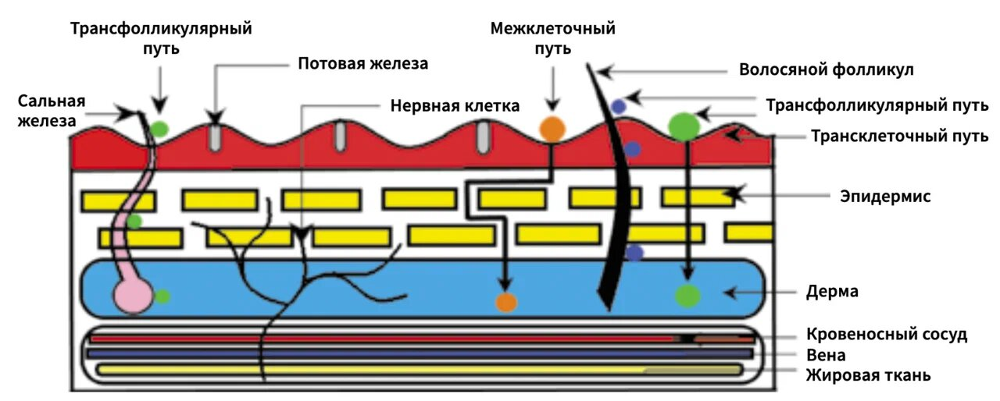 Трансфолликулярный
путь
Межклеточный
путь
Потовая железа
Волосяной фолликул
Сальная
железа
Нервная клетка
Трансфолликулярный путь
Трансклеточный путь
Эпидермис
Дерма
Кровеносный сосуд
Вена
Жировая ткань